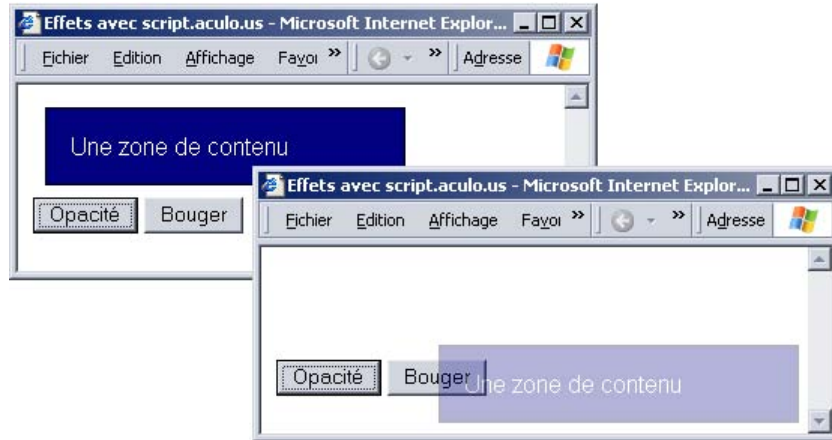 Effets avec script.aculo.us - Microsoft Internet Explor...
Fichier Edition Affichage Favoi » » Adresse
Une zone de contenu
Opacité Bouger
Effets avec script.aculo.us - Microsoft Internet Explor...
Fichier Edition Affichage Favoi » » Adresse
Opacité Bouger Une zone de contenu